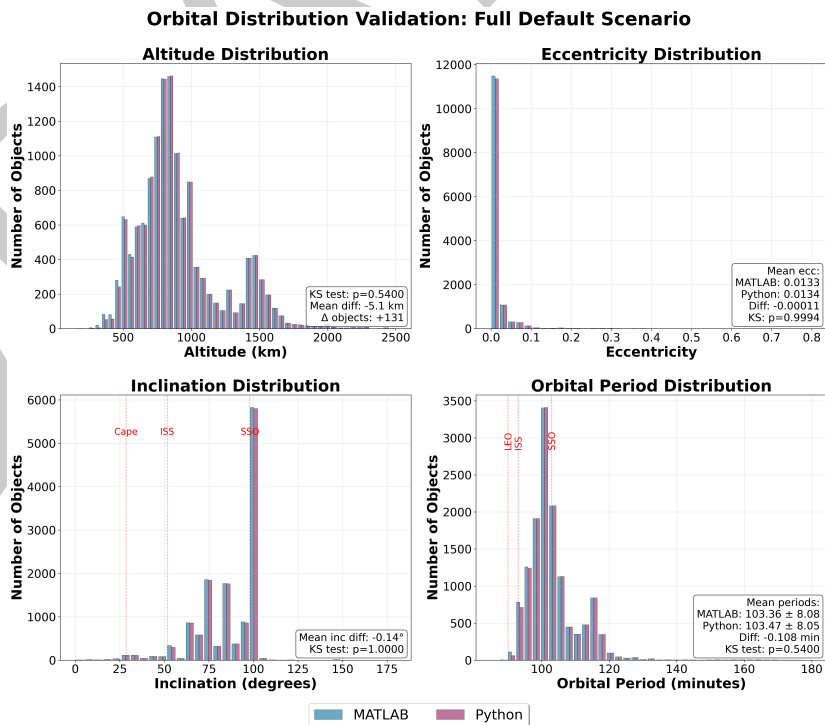 Orbital Distribution Validation: Full Default Scenario
Altitude Distribution
Number of Objects
1400
1200
1000
800
600
400
200
0
KS test: p=0.5400
Mean diff: -5.1 km
Δ objects: +131
500 1000 1500 2000 2500
Altitude (km)
Eccentricity Distribution
Number of Objects
12000
10000
8000
6000
4000
2000
0
Mean ecc:
MATLAB: 0.0133
Python: 0.0134
Diff: -0.00011
KS: p=0.9994
0.0 0.1 0.2 0.3 0.4 0.5 0.6 0.7 0.8
Eccentricity
Inclination Distribution
Number of Objects
6000
5000
4000
3000
2000
1000
0
Cape ISS SSO
Mean inc diff: -0.14°
KS test: p=1.0000
0 25 50 75 100 125 150 175
Inclination (degrees)
Orbital Period Distribution
Number of Objects
3500
3000
2500
2000
1500
1000
500
0
LEO
ISS
SSO
Mean periods:
MATLAB: 103.36 ± 8.08
Python: 103.47 ± 8.05
Diff: -0.108 min
KS test: p=0.5400
100 120 140 160 180
Orbital Period (minutes)
MATLAB Python